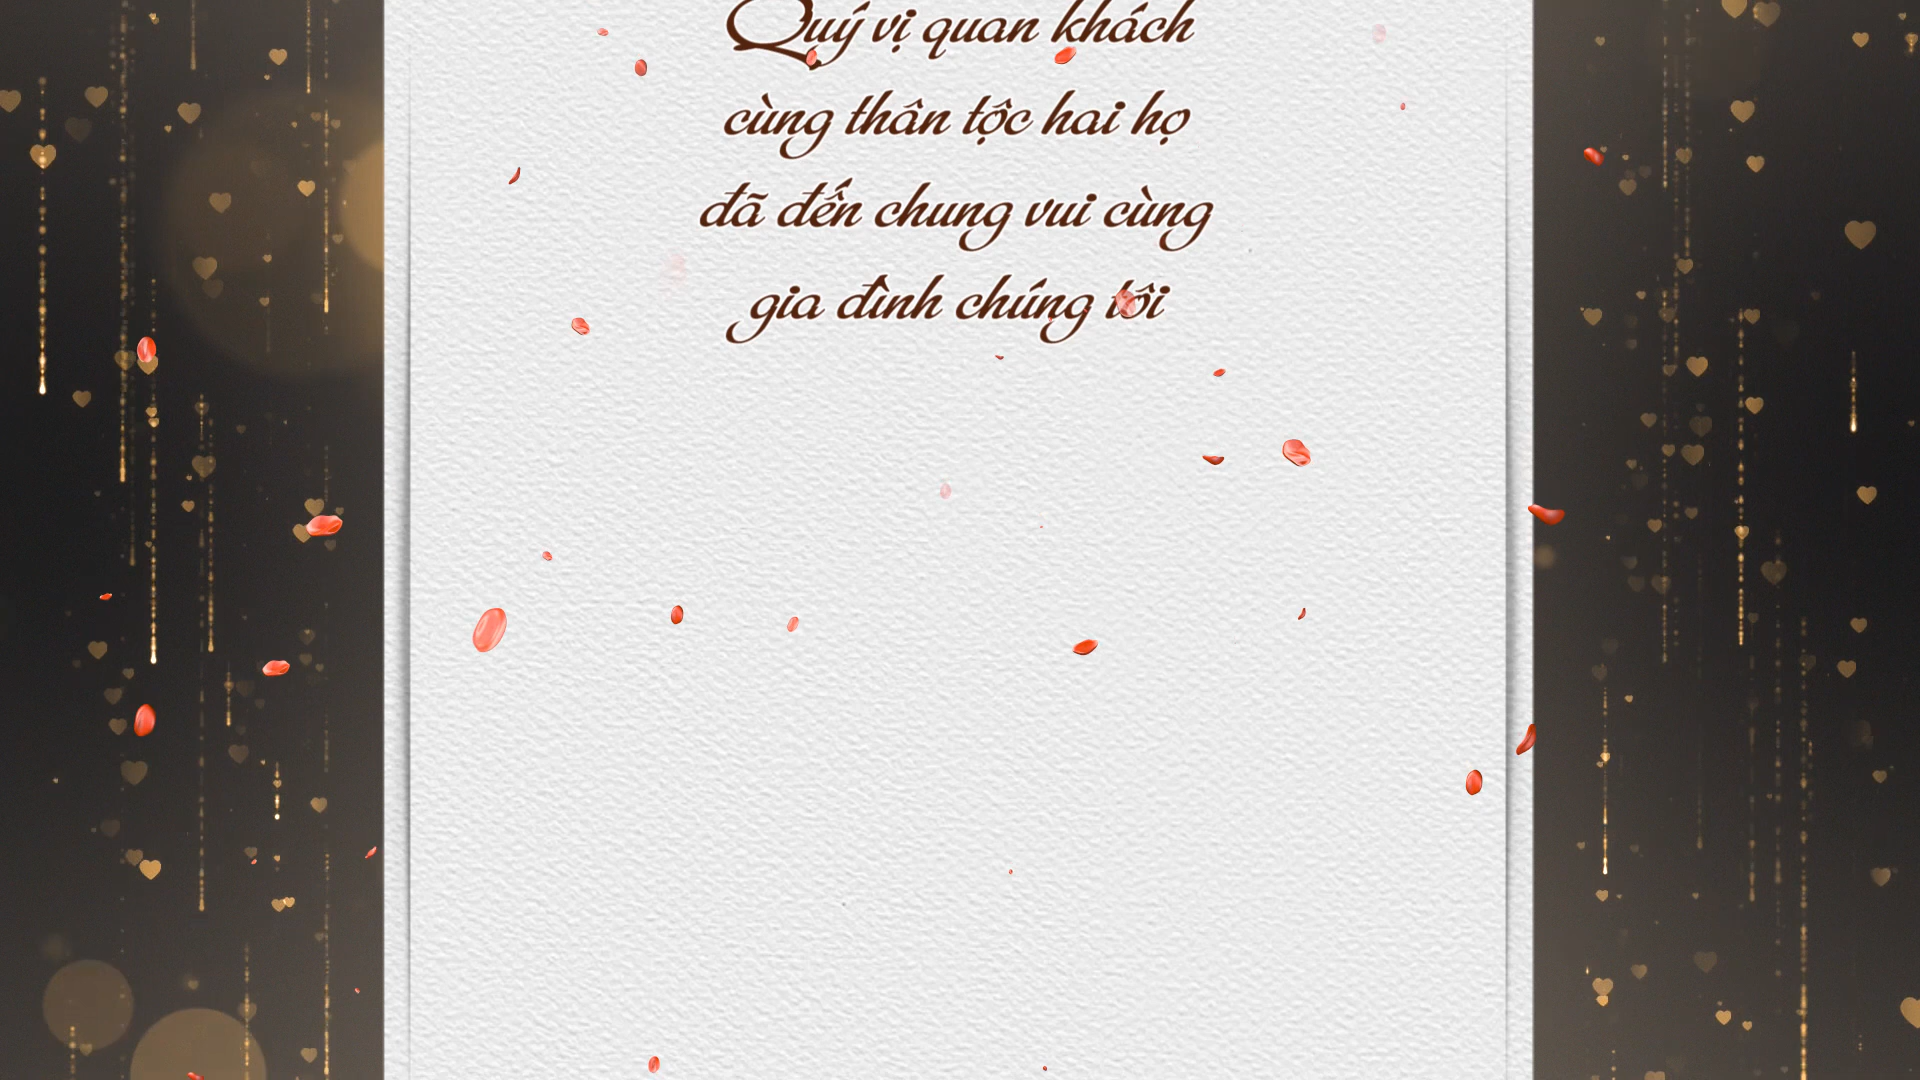 Quý vị quan khách
cùng thân tộc hai họ
đã đến chung vui cùng
gia đình chúng tôi